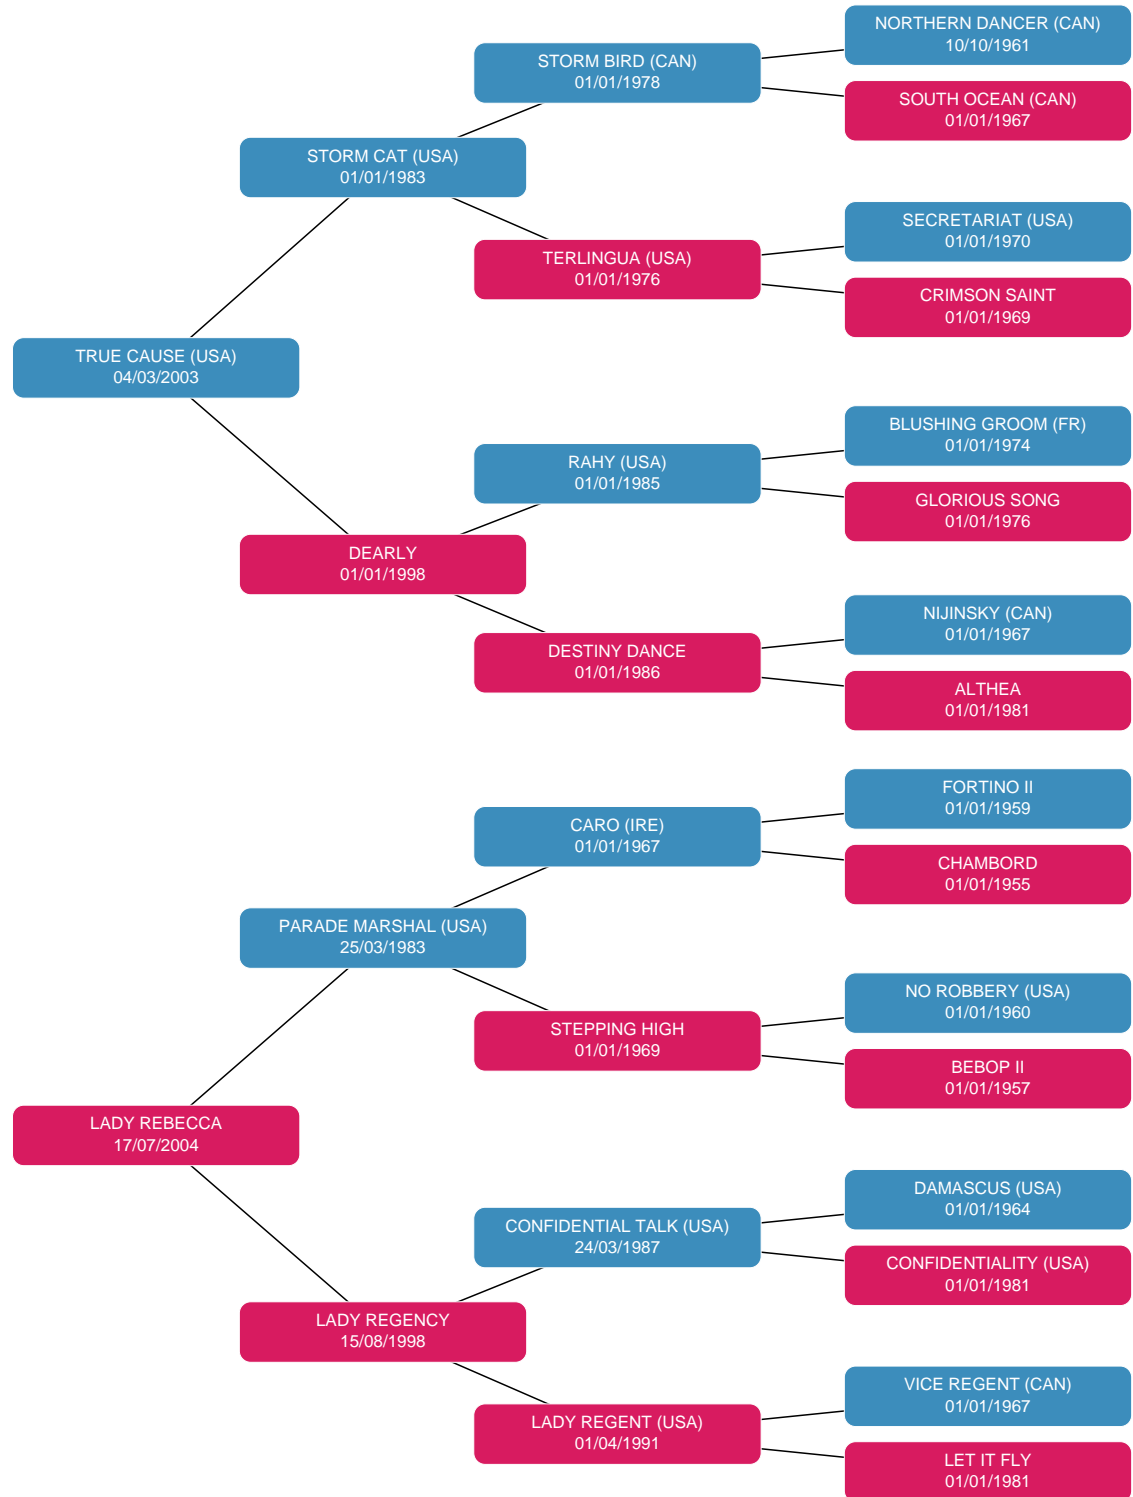 NORTHERN DANCER (CAN)
10/10/1961
STORM BIRD (CAN)
01/01/1978
SOUTH OCEAN (CAN)
01/01/1967
STORM CAT (USA)
01/01/1983
SECRETARIAT (USA)
01/01/1970
TERLINGUA (USA)
01/01/1976
CRIMSON SAINT
01/01/1969
TRUE CAUSE (USA)
04/03/2003
BLUSHING GROOM (FR)
01/01/1974
RAHY (USA)
01/01/1985
GLORIOUS SONG
01/01/1976
DEARLY
01/01/1998
NIJINSKY (CAN)
01/01/1967
DESTINY DANCE
01/01/1986
ALTHEA
01/01/1981
FORTINO II
01/01/1959
CARO (IRE)
01/01/1967
CHAMBORD
01/01/1955
PARADE MARSHAL (USA)
25/03/1983
NO ROBBERY (USA)
01/01/1960
STEPPING HIGH
01/01/1969
BEBOP II
01/01/1957
LADY REBECCA
17/07/2004
DAMASCUS (USA)
01/01/1964
CONFIDENTIAL TALK (USA)
24/03/1987
CONFIDENTIALITY (USA)
01/01/1981
LADY REGENCY
15/08/1998
VICE REGENT (CAN)
01/01/1967
LADY REGENT (USA)
01/04/1991
LET IT FLY
01/01/1981